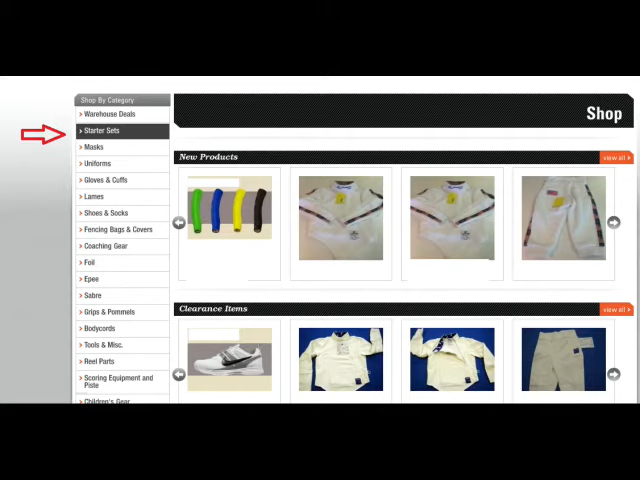 Shop By Category
Warehouse Deals
Starter Sets
Masks
Uniforms
Gloves & Cuffs
Lames
Shoes & Socks
Fencing Bags & Covers
Coaching Gear
Foil
Epee
Sabre
Grips & Pommels
Bodycords
Tools & Misc.
Reel Parts
Scoring Equipment and
Piste
Children's Gear
Shop
New Products
view all
Clearance Items
view all